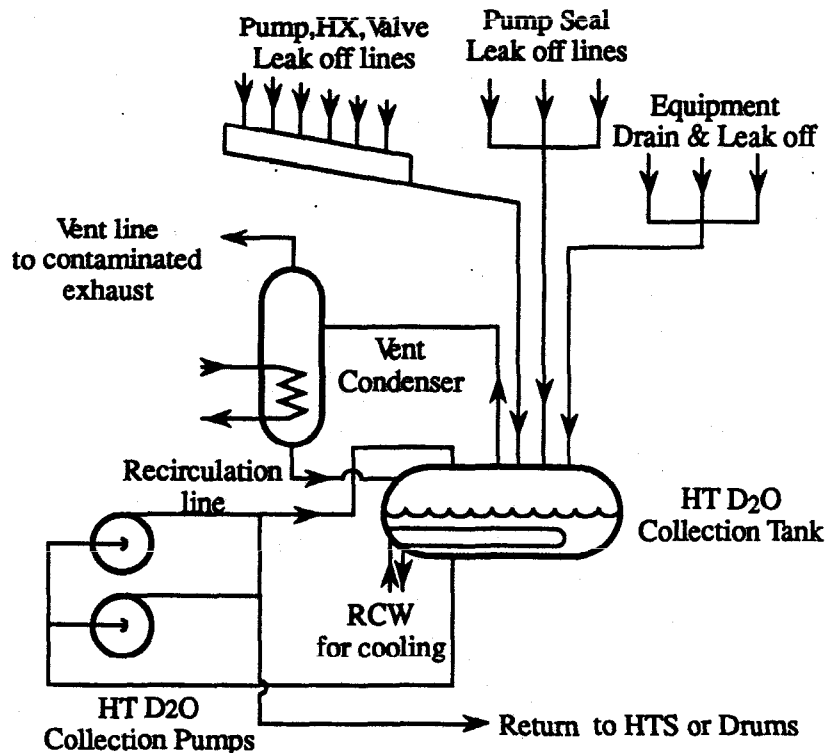 Pump,HX,Valve
Leak off lines
Pump Seal
Leak off lines
Equipment
Drain & Leak off
Vent line
to contaminated
exhaust
Vent
Condenser
Recirculation
line
HT D2O
Collection Tank
RCW
for cooling
HT D2O
Collection Pumps
Return to HTS or Drums